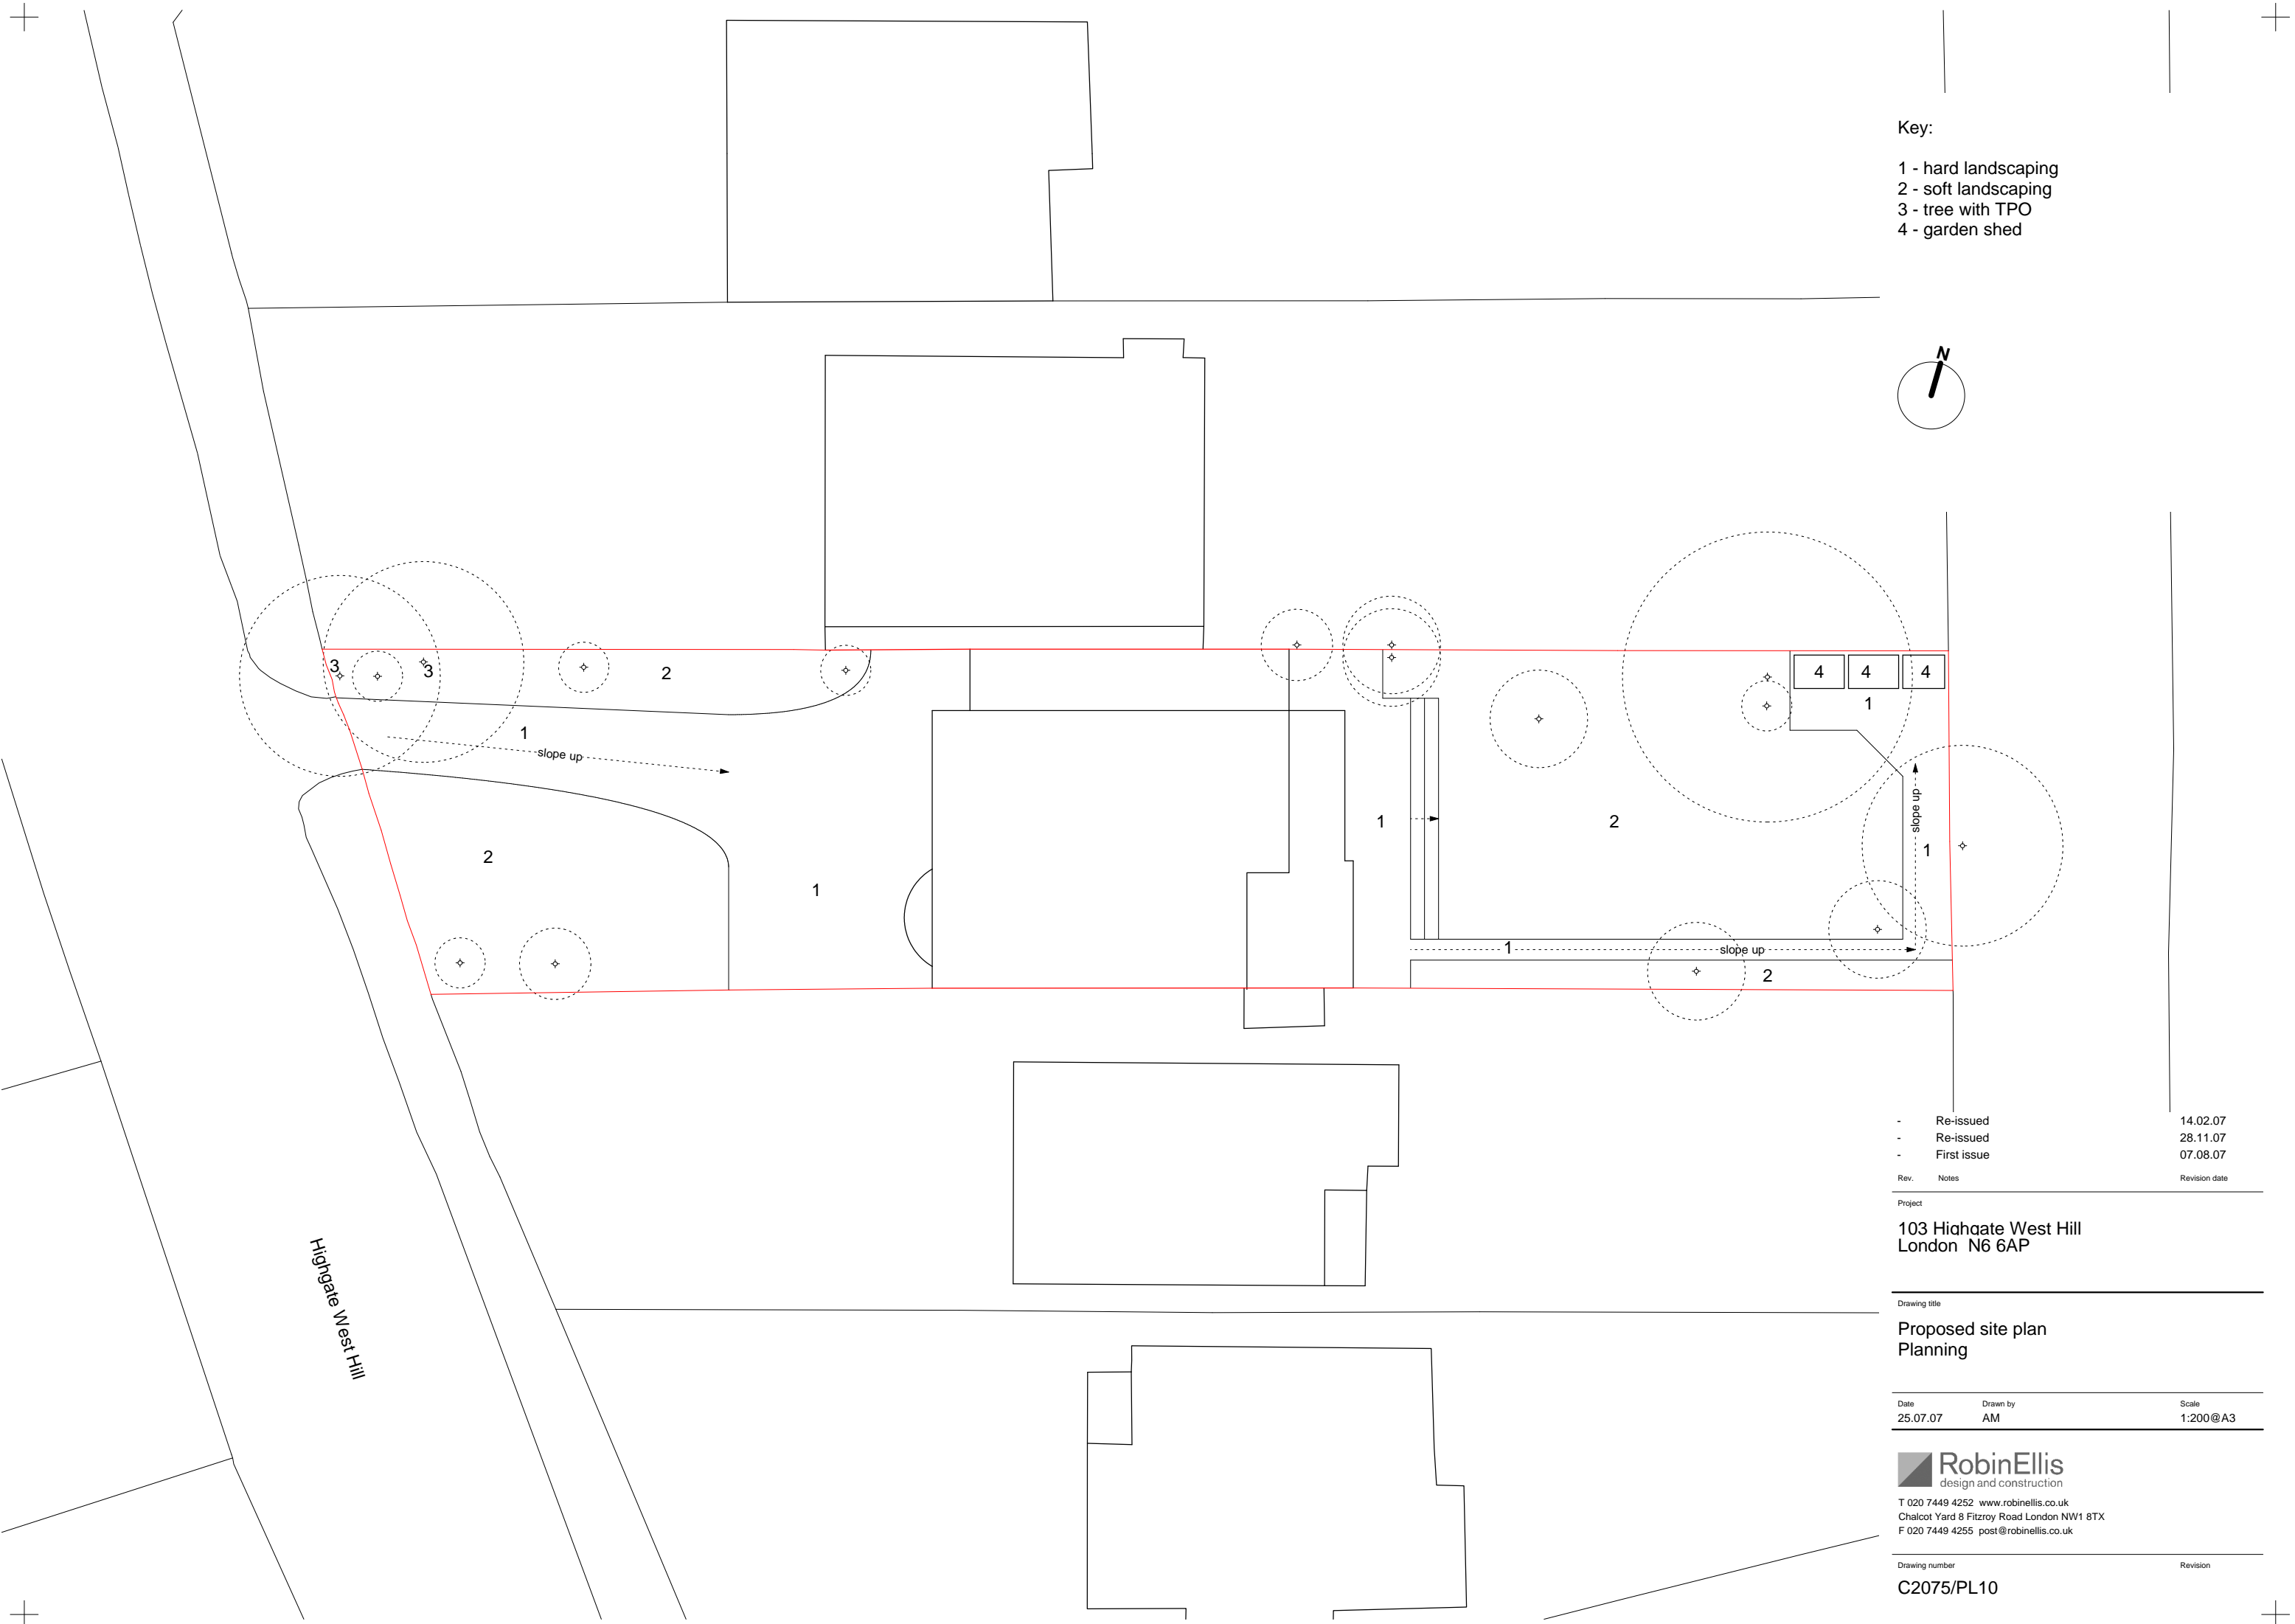 Key:
1 - hard landscaping
2 - soft landscaping
3 - tree with TPO
4 - garden shed
N
3
3
2
4
4
4
1
1
slope up
1
2
slope up
2
1
1
1
slope up
2
Highgate West Hill
- Re-issued 14.02.07
- Re-issued 28.11.07
- First issue 07.08.07
Rev. Notes Revision date
Project
103 Highgate West Hill
London N6 6AP
Drawing title
Proposed site plan
Planning
Date Drawn by Scale
25.07.07 AM 1:200@A3
RobinEllis
design and construction
T 020 7449 4252 www.robinellis.co.uk
Chalcot Yard 8 Fitzroy Road London NW1 8TX
F 020 7449 4255 post@robinellis.co.uk
Drawing number Revision
C2075/PL10